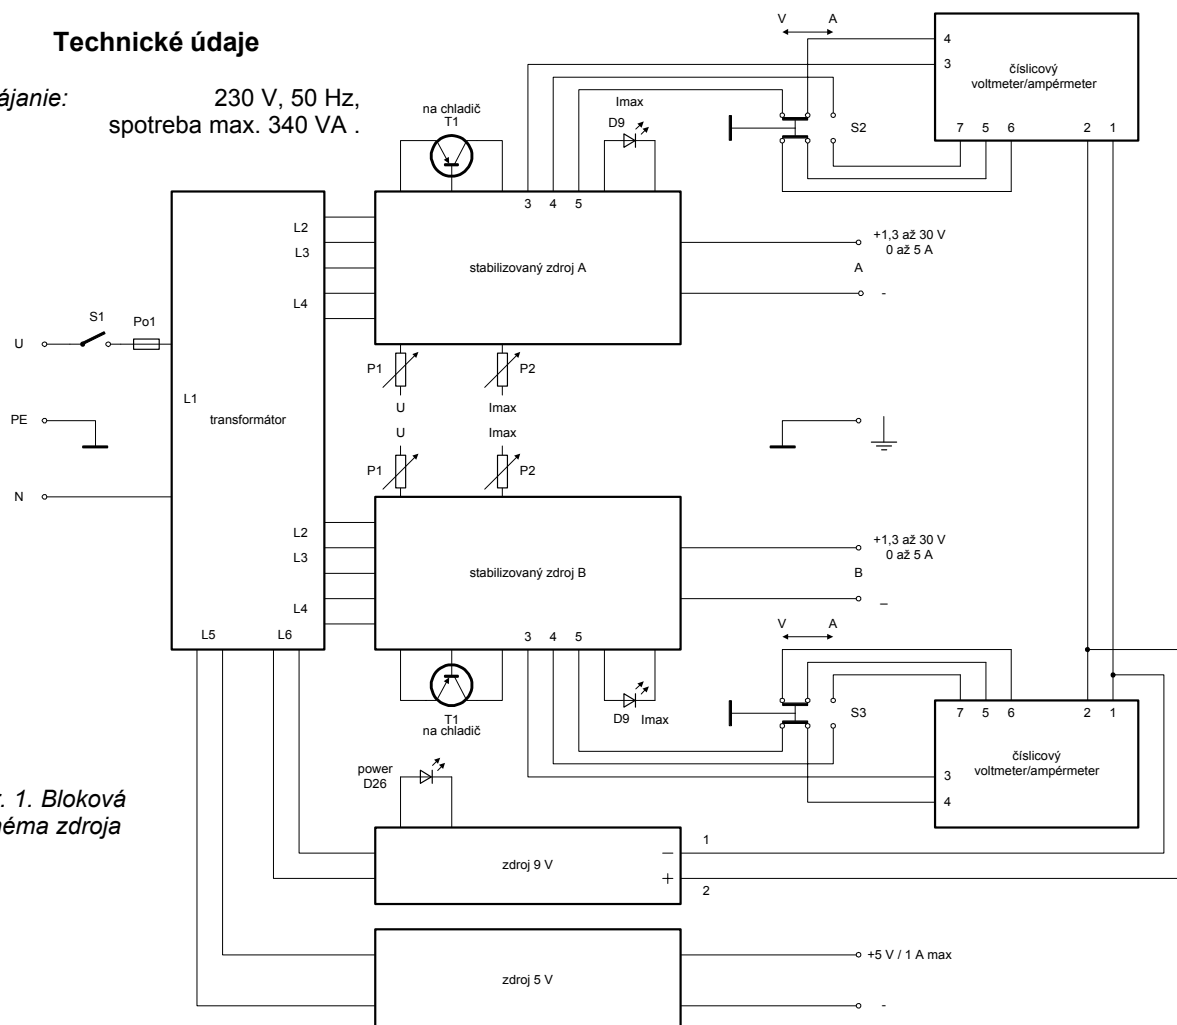 Technické údaje
ájanie: 230 V, 50 Hz,
spotreba max. 340 VA .
V A
4
3
číslicový
voltmeter/ampérmeter
7 5 6 2 1
S2
na chladič
T1
Imax
D9
3 4 5
L2
L3
L4
stabilizovaný zdroj A
+1,3 až 30 V
0 až 5 A
A
-
S1
Po1
U
P1
P2
U
Imax
L1
transformátor
PE
U
Imax
P1
P2
N
L2
L3
L4
stabilizovaný zdroj B
+1,3 až 30 V
0 až 5 A
B
_
L5 L6
3 4 5
V A
T1
na chladič
D9 Imax
S3
7 5 6 2 1
číslicový
voltmeter/ampérmeter
3
4
power
D26
. 1. Bloková
éma zdroja
zdroj 9 V
− 1
+ 2
zdroj 5 V
+5 V / 1 A max
-